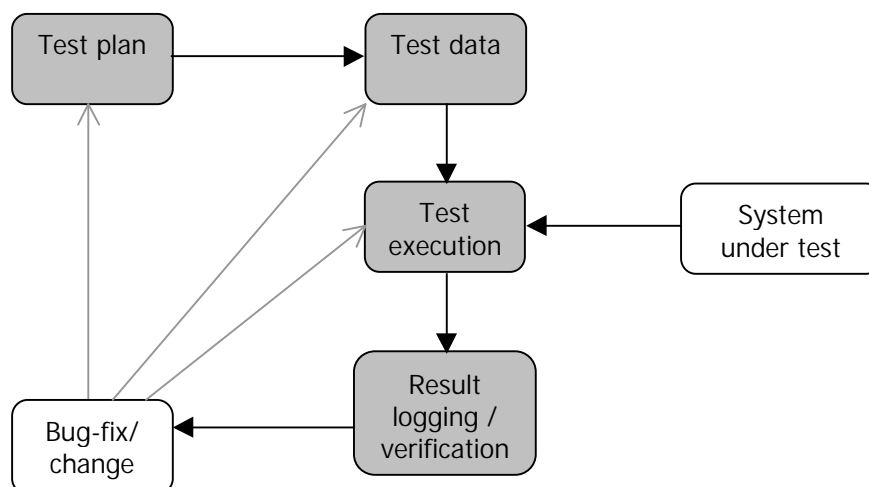 Test plan
Test data
Test
execution
System
under test
Result
logging /
verification
Bug-fix/
change